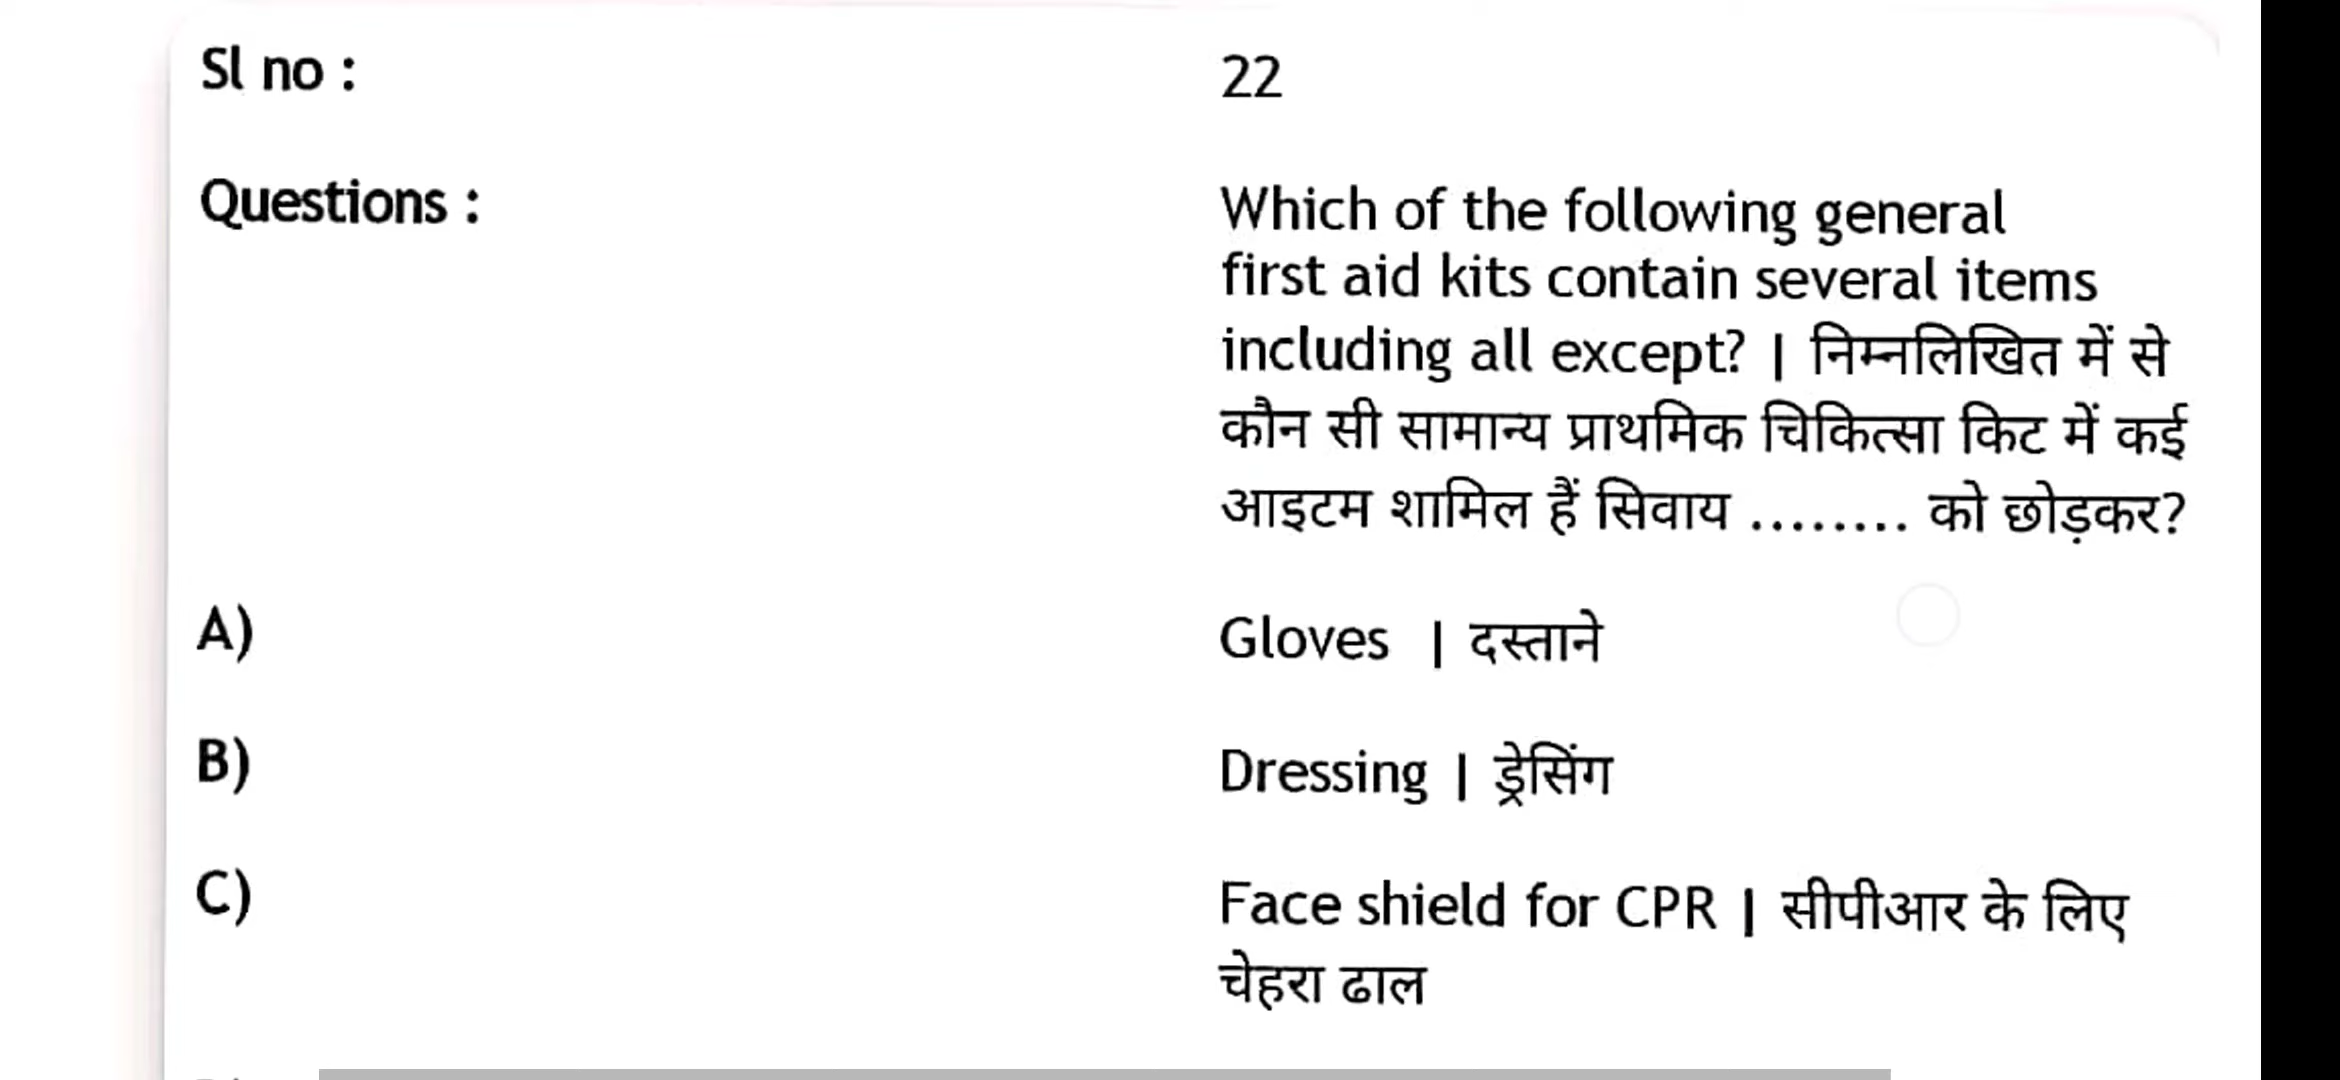 Sl no : 22
Questions : Which of the following general
first aid kits contain several items
including all except? | निम्नलिखित में से
कौन सी सामान्य प्राथमिक चिकित्सा किट में कई
आइटम शामिल हैं सिवाय ........ को छोड़कर?
A) Gloves | दस्ताने
B) Dressing | ड्रेसिंग
C) Face shield for CPR | सीपीआर के लिए
चेहरा ढाल